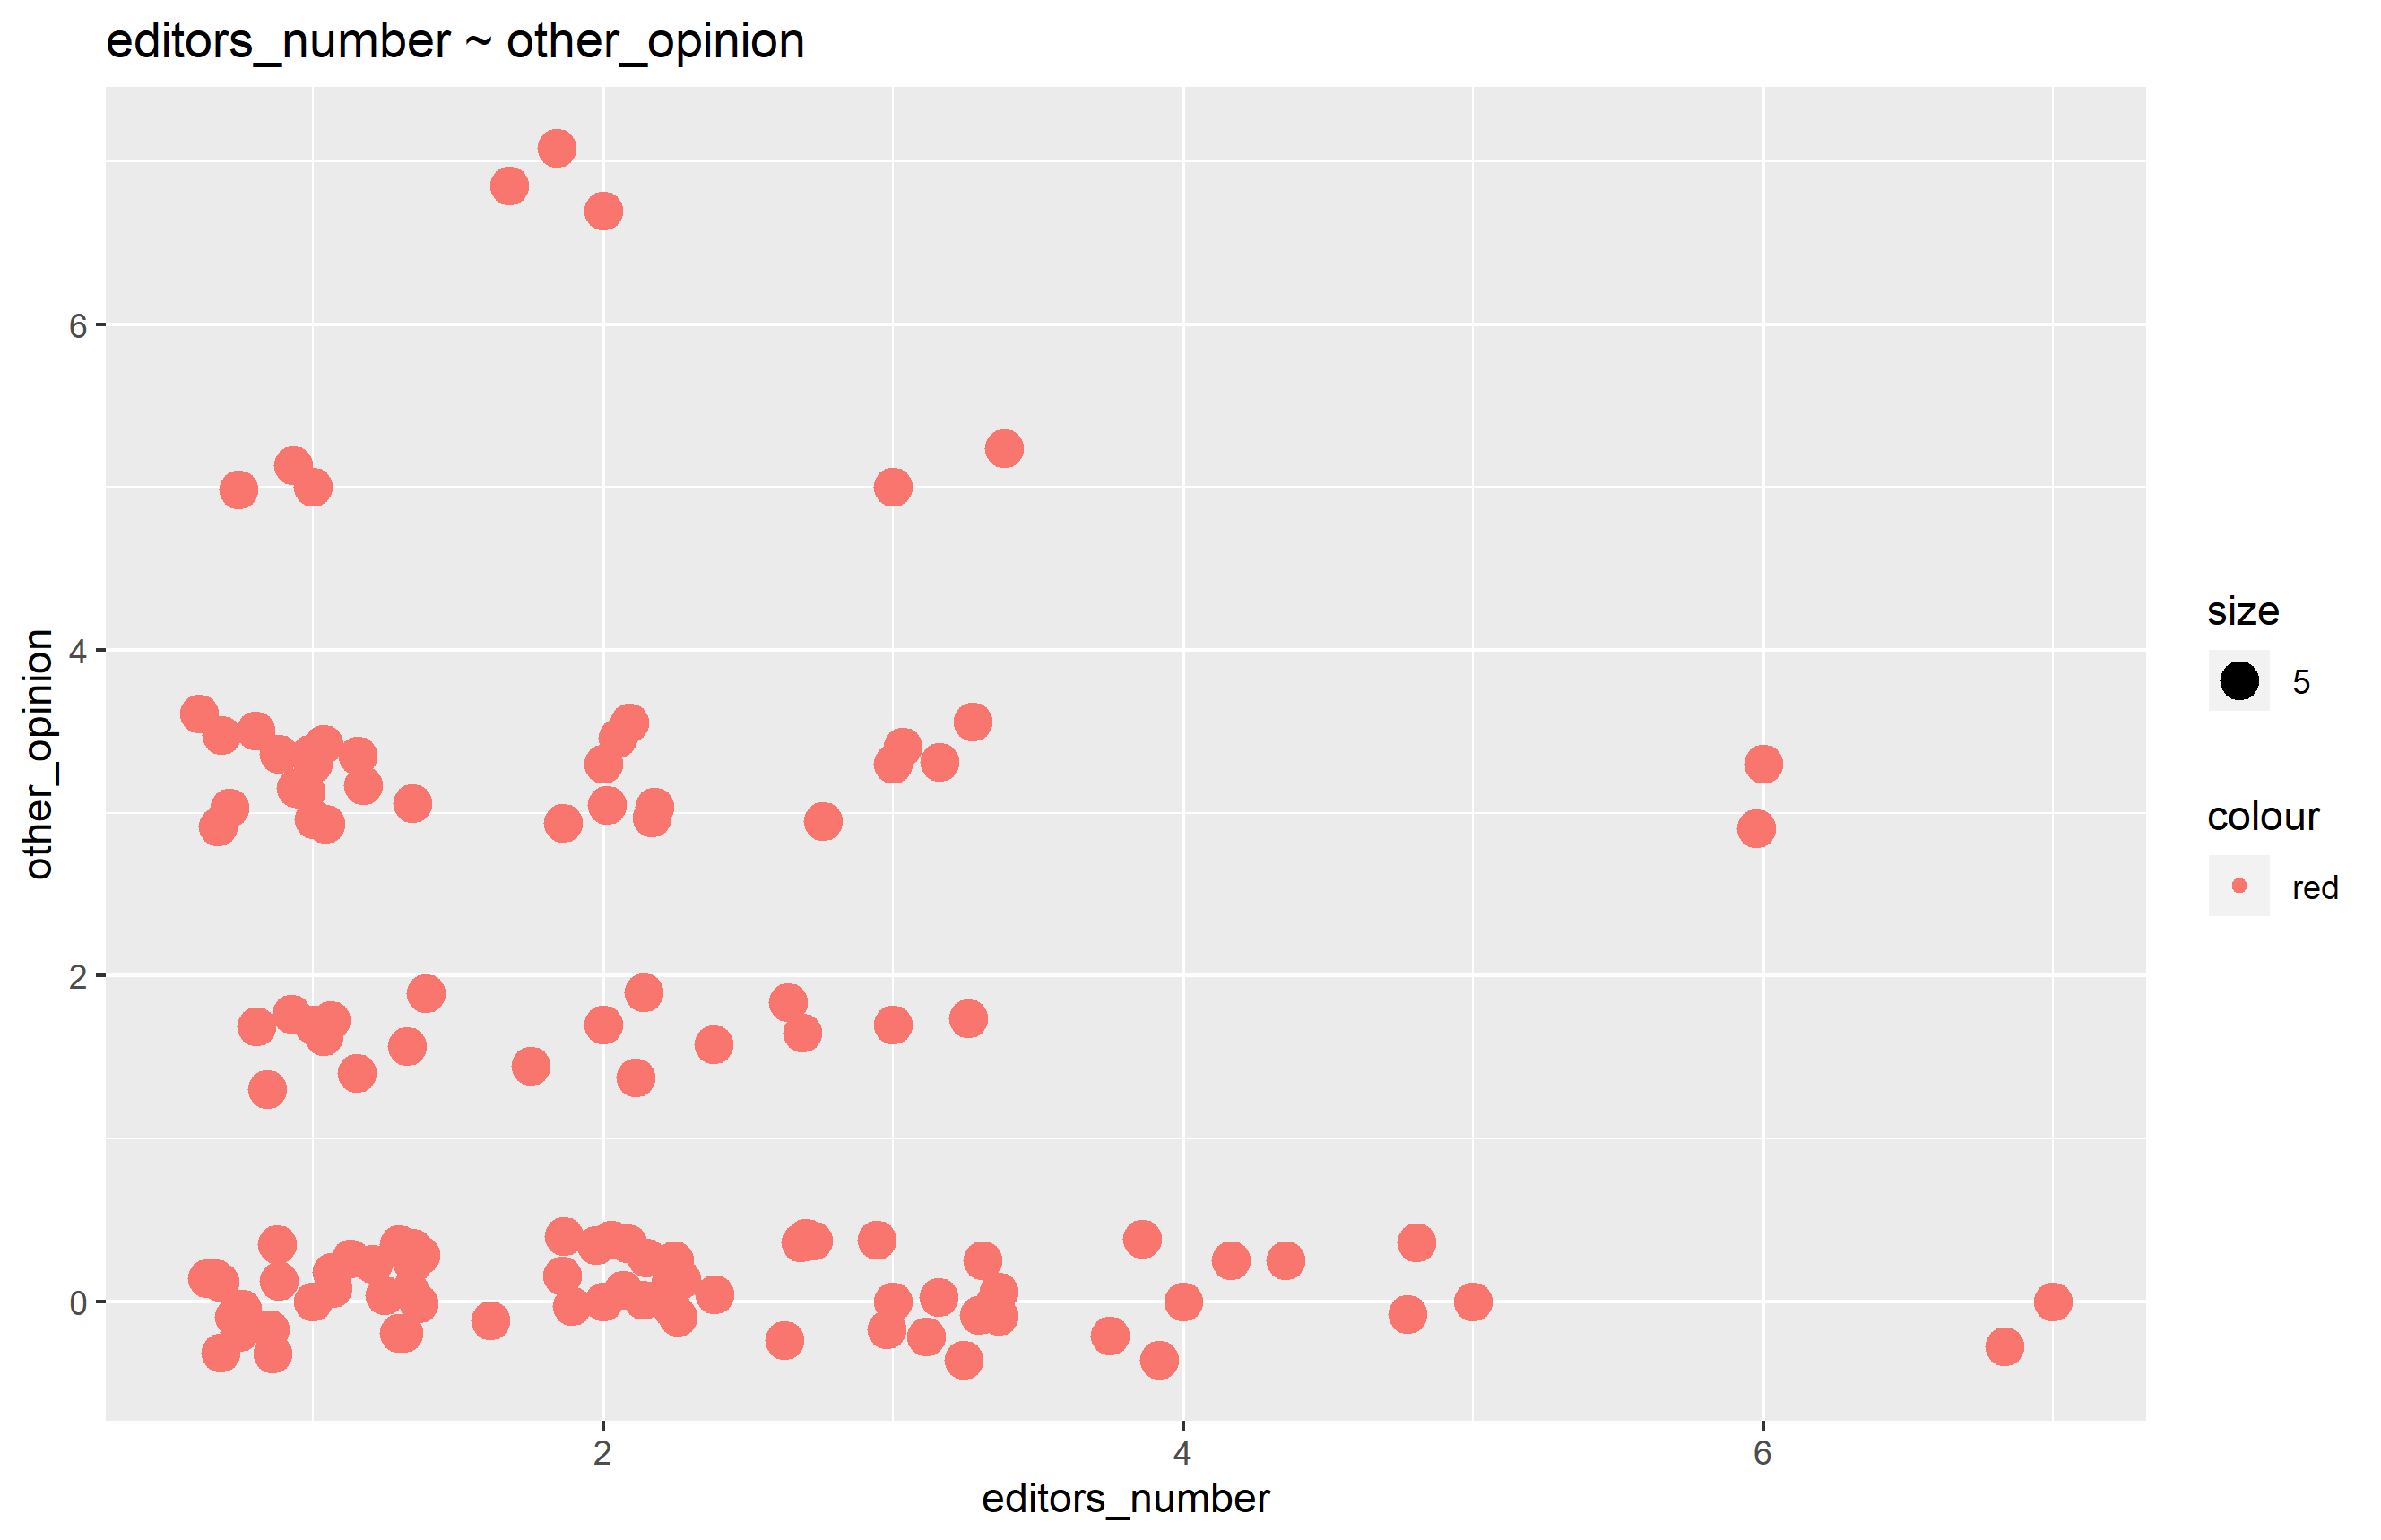 editors_number ~ other_opinion
other_opinion
6
4
2
0
2
4
6
editors_number
size
5
colour
red